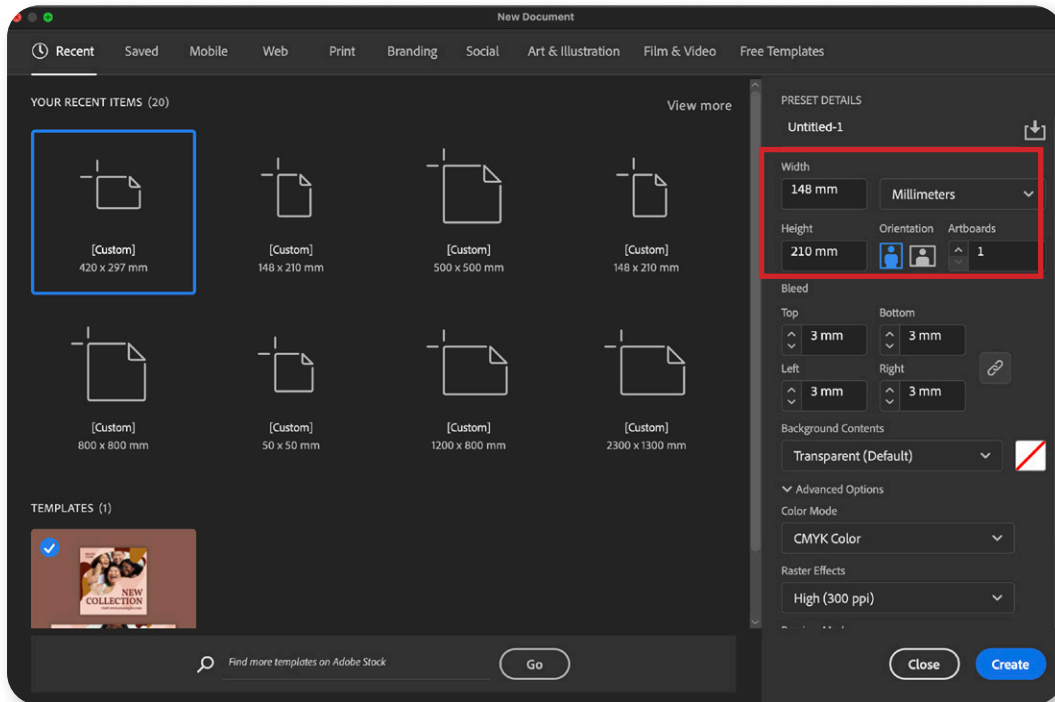 New Document
Recent Saved Mobile Web Print Branding Social Art & Illustration Film & Video Free Templates
YOUR RECENT ITEMS (20)
View more
[Custom] [Custom] [Custom] [Custom]
420 x 297 mm 148 x 210 mm 500 x 500 mm 148 x 210 mm
[Custom] [Custom] [Custom] [Custom]
800 x 800 mm 50 x 50 mm 1200 x 800 mm 2300 x 1300 mm
TEMPLATES (1)
NEW
COLLECTION
Find more templates on Adobe Stock
Go
PRESET DETAILS
Untitled-1
Width
148 mm Millimeters
Height Orientation Artboards
210 mm 1
Bleed
Top Bottom
3 mm 3 mm
Left Right
3 mm 3 mm
Background Contents
Transparent (Default)
Advanced Options
Color Mode
CMYK Color
Raster Effects
High (300 ppi)
Close Create